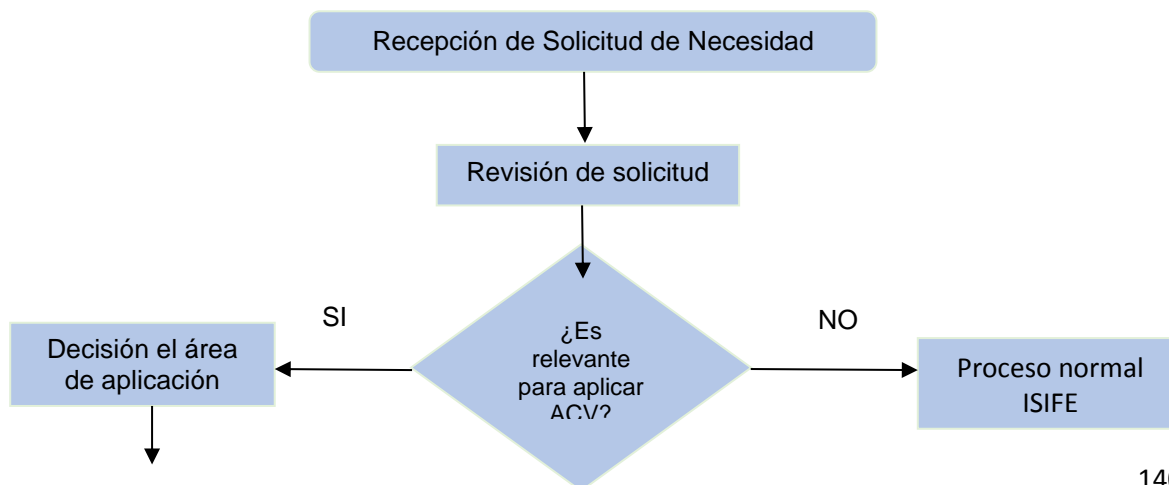 Recepción de Solicitud de Necesidad
Revisión de solicitud
SI
NO
¿Es
relevante
para aplicar
ACV?
Decisión el área
de aplicación
Proceso normal
ISIFE